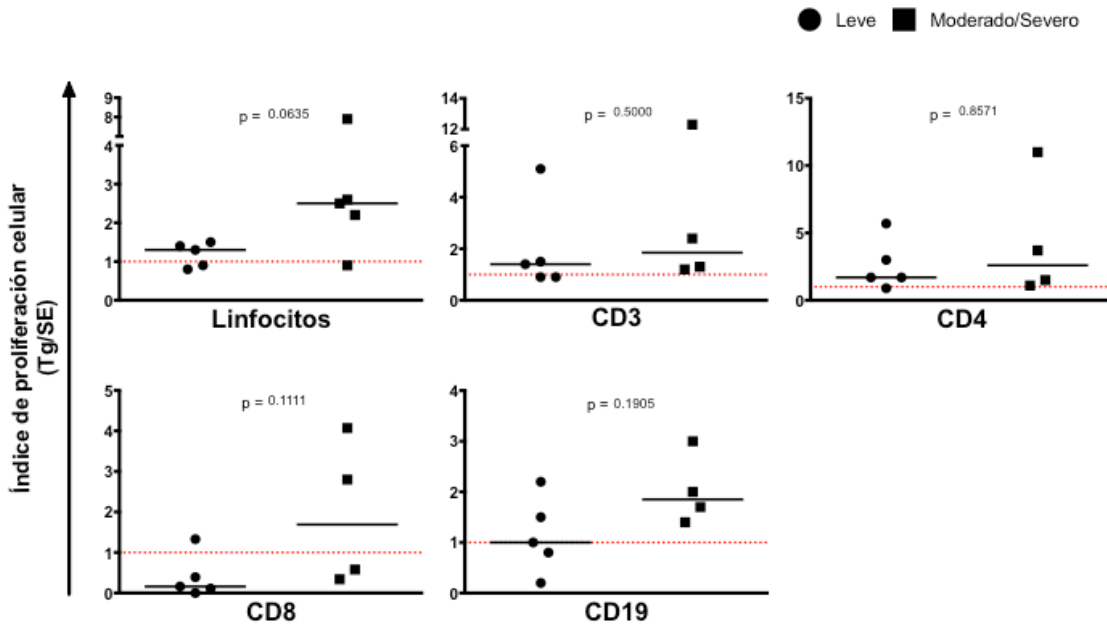 Leve Moderado/Severo
Índice de proliferación celular
(Tg/SE)
9
8
4
3
2
1
0
p = 0.0635
Linfocitos
14
12
6
4
2
0
p = 0.5000
CD3
15
10
5
0
p = 0.8571
CD4
5
4
3
2
1
0
p = 0.1111
CD8
4
3
2
1
0
p = 0.1905
CD19